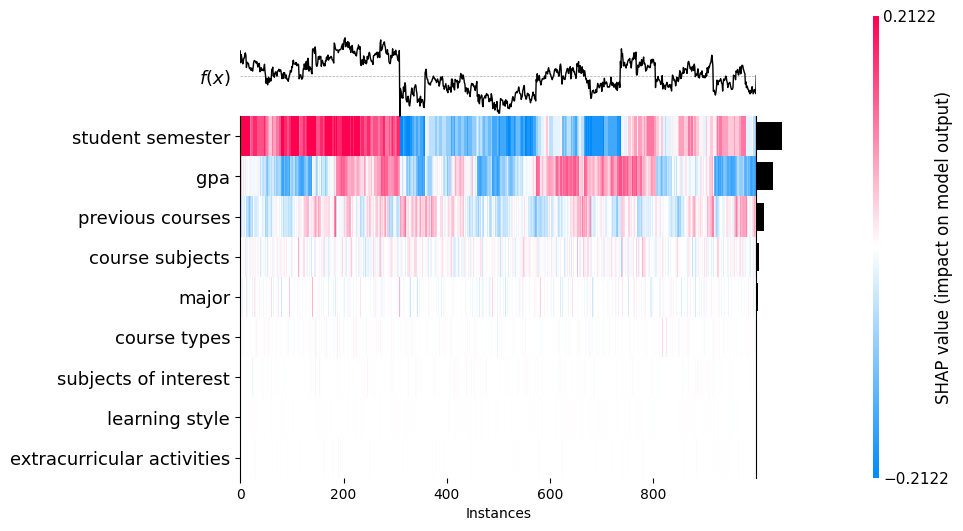 0.2122
f(x)
student semester
gpa
previous courses
course subjects
major
course types
subjects of interest
learning style
extracurricular activities
0 200 400 600 800
Instances
−0.2122
SHAP value (impact on model output)